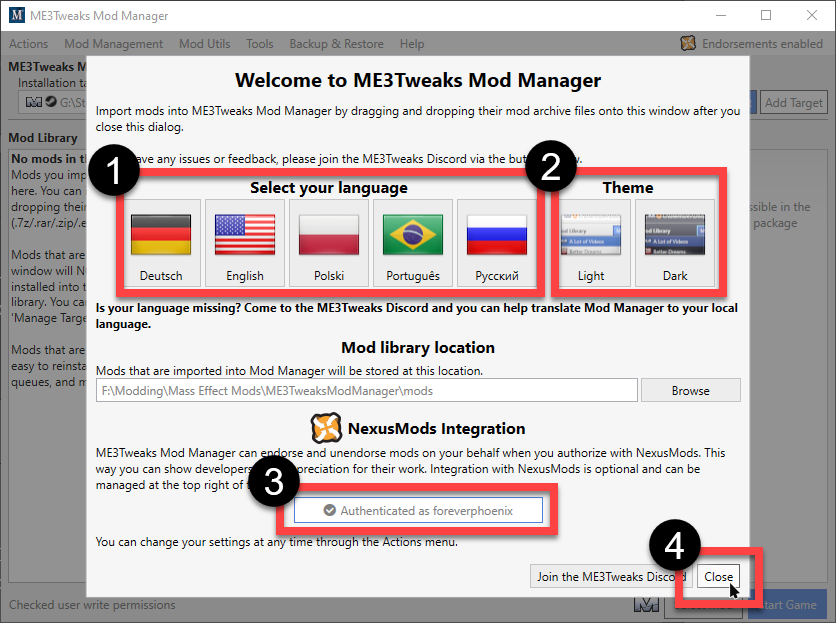 ME3Tweaks Mod Manager
Actions Mod Management Mod Utils Tools Backup & Restore Help Endorsements enabled
ME3Tweaks M
Installation ta
G:\St
Add Target
Mod Library
No mods in th
Mods you imp
here. You can
dropping their
(.7z/.rar/.zip/.e
Mods that are
window will N
installed into t
library. You can
'Manage Targe
Mods that are
easy to reinsta
queues, and m
ssible in the
package
Welcome to ME3Tweaks Mod Manager
Import mods into ME3Tweaks Mod Manager by dragging and dropping their mod archive files onto this window after you
close this dialog.
ave any issues or feedback, please join the ME3Tweaks Discord via the but
w.
1
2
Select your language
Theme
Deutsch English Polski Português Русский
Light Dark
Is your language missing? Come to the ME3Tweaks Discord and you can help translate Mod Manager to your local
language.
Mod library location
Mods that are imported into Mod Manager will be stored at this location.
F:\Modding\Mass Effect Mods\ME3TweaksModManager\mods
Browse
NexusMods Integration
ME3Tweaks Mod Manager can endorse and unendorse mods on your behalf when you authorize with NexusMods. This
way you can show developers preciation for their work. Integration with NexusMods is optional and can be
managed at the top right of t
3
Authenticated as foreverphoenix
You can change your settings at any time through the Actions menu.
4
Join the ME3Tweaks Discord
Close
Checked user write permissions
tart Game